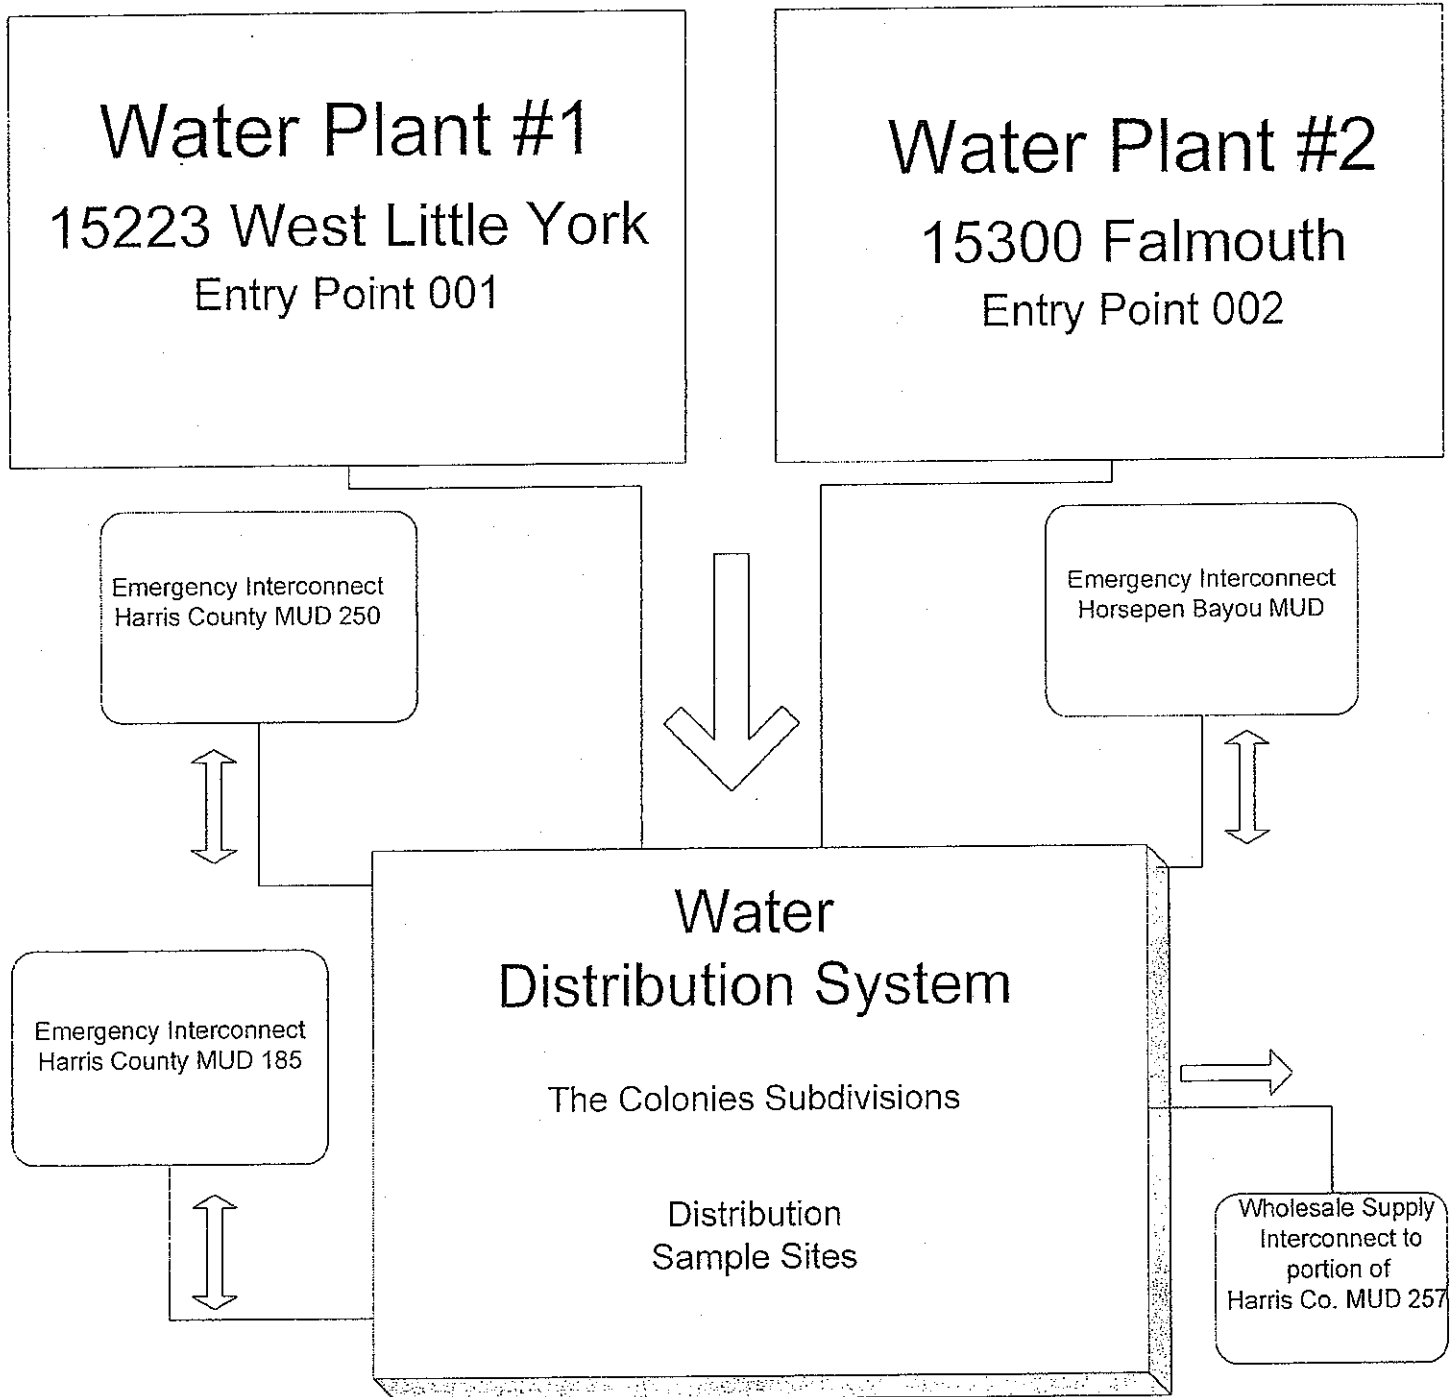 Water Plant #1
15223 West Little York
Entry Point 001
Water Plant #2
15300 Falmouth
Entry Point 002
Emergency Interconnect
Harris County MUD 250
Emergency Interconnect
Horsepen Bayou MUD
Water
Distribution System
The Colonies Subdivisions
Distribution
Sample Sites
Emergency Interconnect
Harris County MUD 185
Wholesale Supply
Interconnect to
portion of
Harris Co. MUD 257